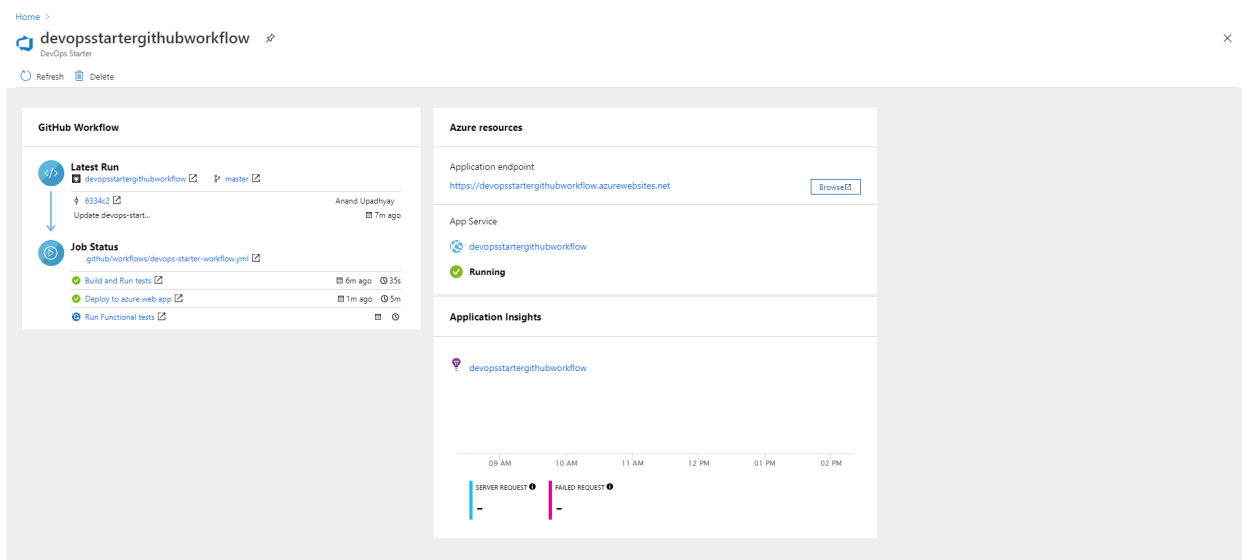 Home >
devopsstartergithubworkflow
DevOps Starter
Refresh Delete
GitHub Workflow
Latest Run
devopsstartergithubworkflow master
6334c2 Anand Upadhyay
Update devops-start... 7m ago
Job Status
.github/workflows/devops-starter-workflow.yml
Build and Run tests 6m ago 35s
Deploy to azure web app 1m ago 5m
Run Functional tests
Azure resources
Application endpoint
https://devopsstartergithubworkflow.azurewebsites.net Browse
App Service
devopsstartergithubworkflow
Running
Application Insights
devopsstartergithubworkflow
09 AM 10 AM 11 AM 12 PM 01 PM 02 PM
SERVER REQUEST FAILED REQUEST
- -